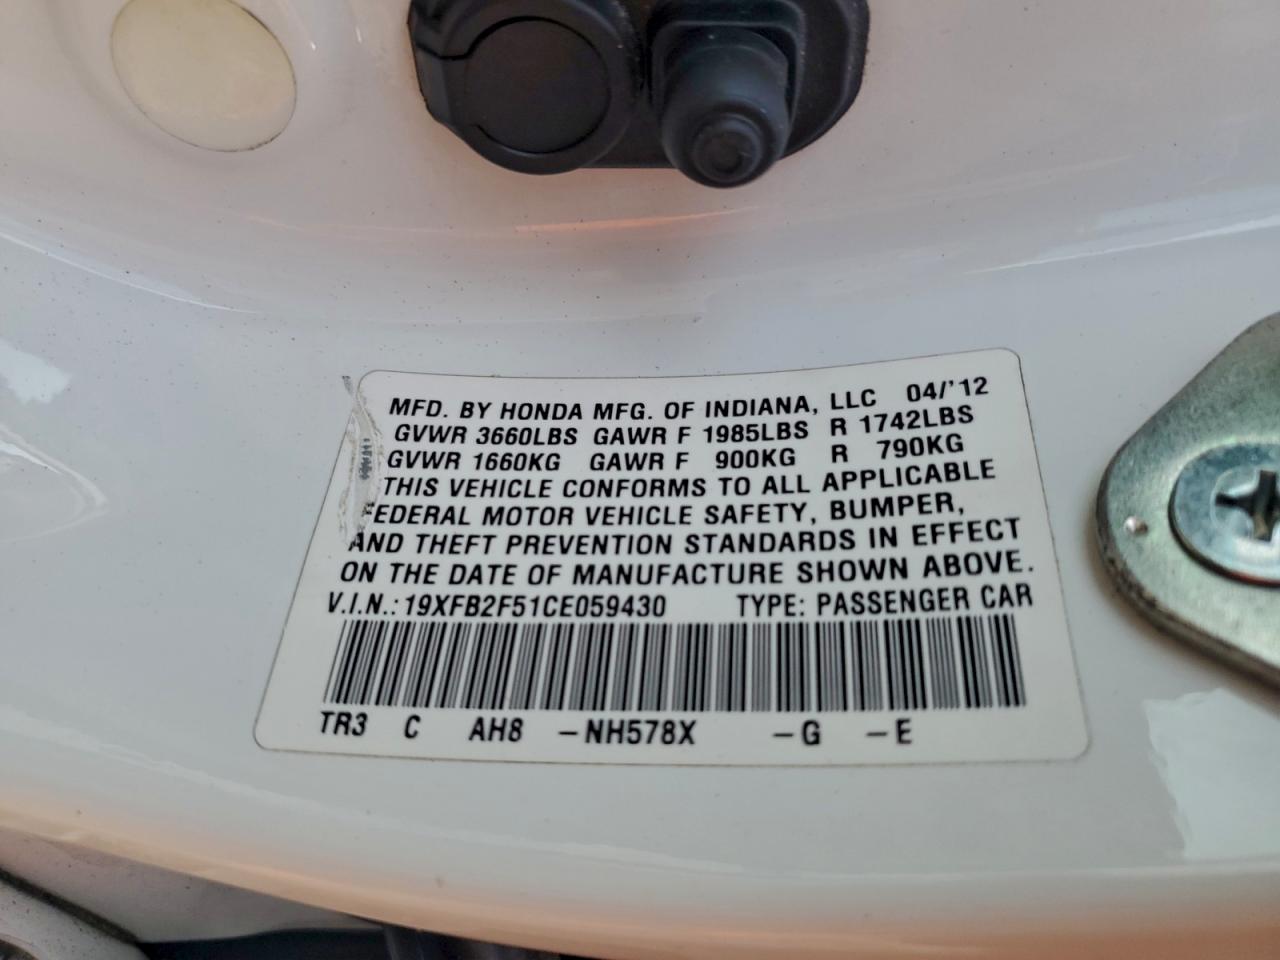 MFD. BY HONDA MFG. OF INDIANA, LLC 04/'12
GVWR 3660LBS GAWR F 1985LBS R 1742LBS
GVWR 1660KG GAWR F 900KG R 790KG
THIS VEHICLE CONFORMS TO ALL APPLICABLE
FEDERAL MOTOR VEHICLE SAFETY, BUMPER,
AND THEFT PREVENTION STANDARDS IN EFFECT
ON THE DATE OF MANUFACTURE SHOWN ABOVE.
V.I.N.: 19XFB2F51CE059430 TYPE: PASSENGER CAR
TR3 C AH8 -NH578X -G -E